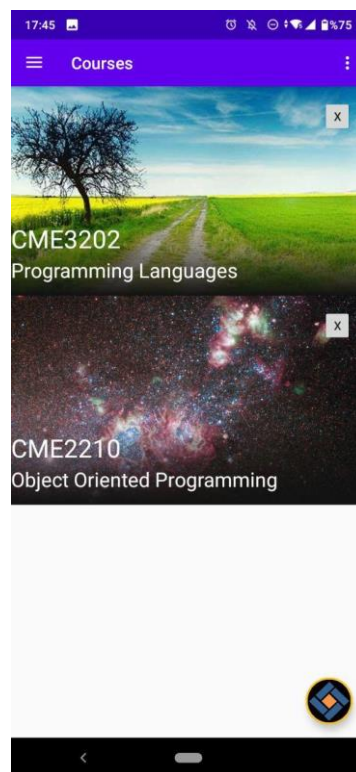 17:45 %75
Courses
X
CME3202
Programming Languages
X
CME2210
Object Oriented Programming